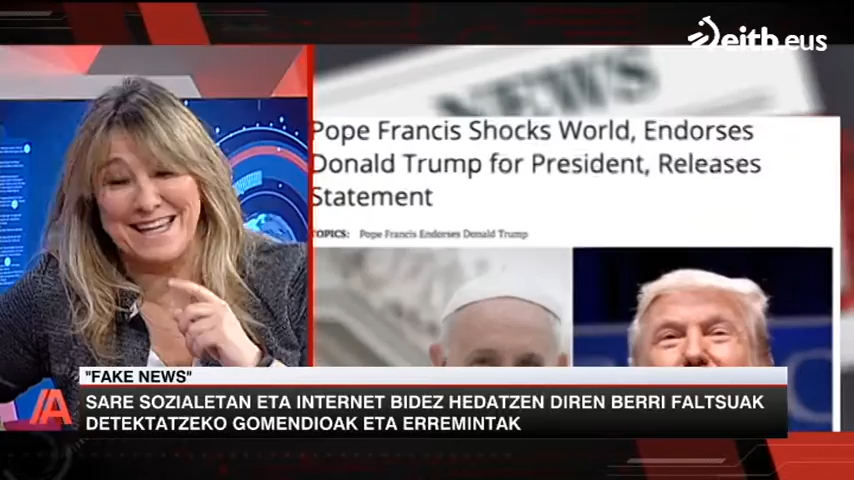 eitb.eus
NEWS
Pope Francis Shocks World, Endorses
Donald Trump for President, Releases
Statement
OPICS: Pope Francis Endorses Donald Trump
"FAKE NEWS"
SARE SOZIALETAN ETA INTERNET BIDEZ HEDATZEN DIREN BERRI FALTSUAK
DETEKTATZEKO GOMENDIOAK ETA ERREMINTAK